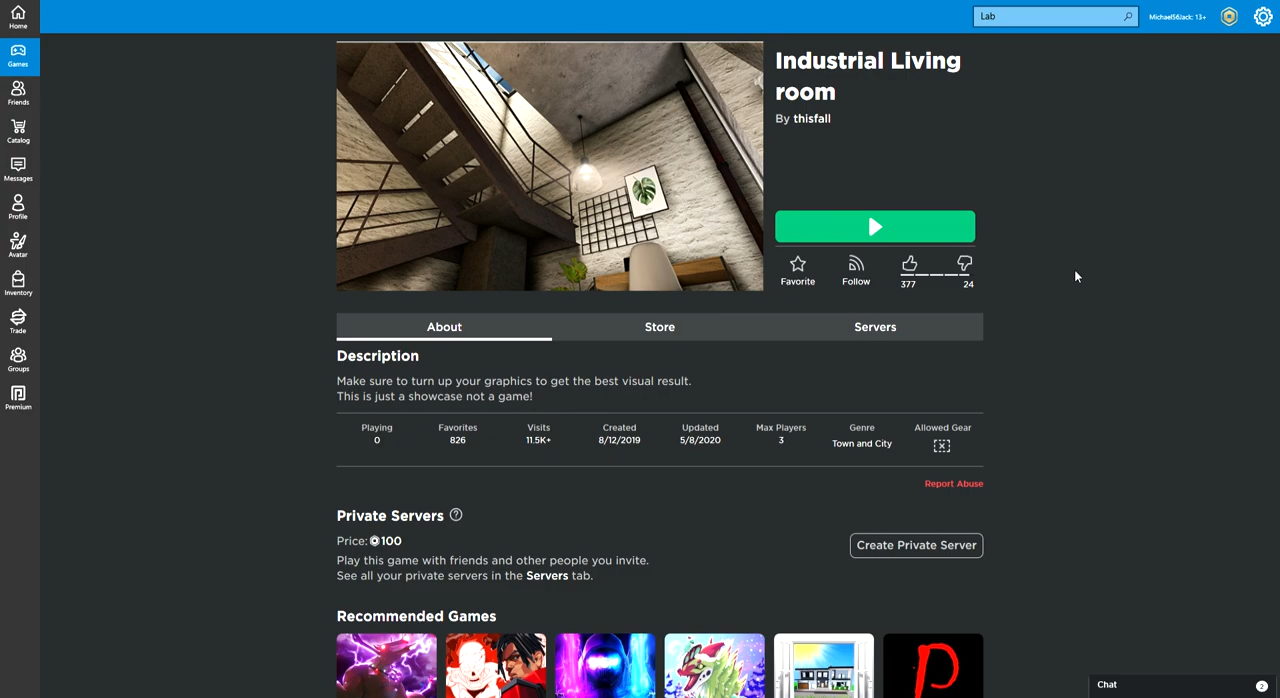 Home
Games
Friends
Catalog
Messages
Profile
Avatar
Inventory
Trade
Groups
Premium
Lab
Michael56Jack: 13+
Industrial Living
room
By thisfall
Favorite
Follow
377
24
About
Store
Servers
Description
Make sure to turn up your graphics to get the best visual result.
This is just a showcase not a game!
Playing
0
Favorites
826
Visits
11.5K+
Created
8/12/2019
Updated
5/8/2020
Max Players
3
Genre
Town and City
Allowed Gear
Report Abuse
Private Servers
Price: 100
Play this game with friends and other people you invite.
See all your private servers in the Servers tab.
Create Private Server
Recommended Games
P
Chat
2